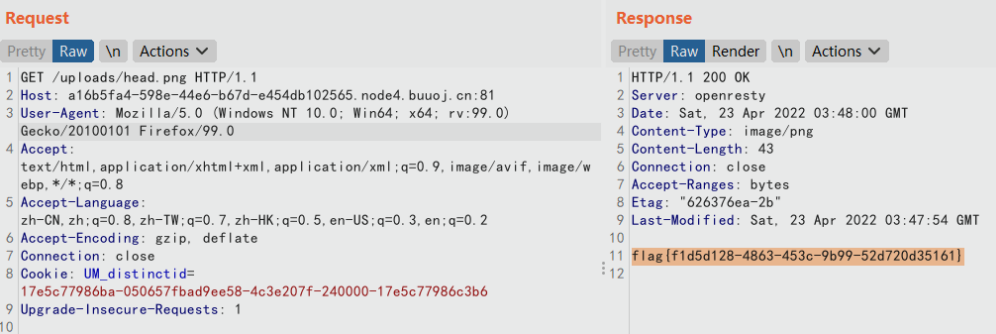 Request
Pretty Raw \n Actions
1 GET /uploads/head.png HTTP/1.1
2 Host: a16b5fa4-598e-44e6-b67d-e454db102565.node4.buuoj.cn:81
3 User-Agent: Mozilla/5.0 (Windows NT 10.0; Win64; x64; rv:99.0)
Gecko/20100101 Firefox/99.0
4 Accept:
text/html,application/xhtml+xml,application/xml;q=0.9,image/avif,image/w
ebp,*/*;q=0.8
5 Accept-Language:
zh-CN,zh;q=0.8,zh-TW;q=0.7,zh-HK;q=0.5,en-US;q=0.3,en;q=0.2
6 Accept-Encoding: gzip, deflate
7 Connection: close
8 Cookie: UM_distinctid=
17e5c77986ba-050657fbad9ee58-4c3e207f-240000-17e5c77986c3b6
9 Upgrade-Insecure-Requests: 1
10
Response
Pretty Raw Render \n Actions
1 HTTP/1.1 200 OK
2 Server: openresty
3 Date: Sat, 23 Apr 2022 03:48:00 GMT
4 Content-Type: image/png
5 Content-Length: 43
6 Connection: close
7 Accept-Ranges: bytes
8 Etag: "626376ea-2b"
9 Last-Modified: Sat, 23 Apr 2022 03:47:54 GMT
10
11 flag{f1d5d128-4863-453c-9b99-52d720d35161}
12